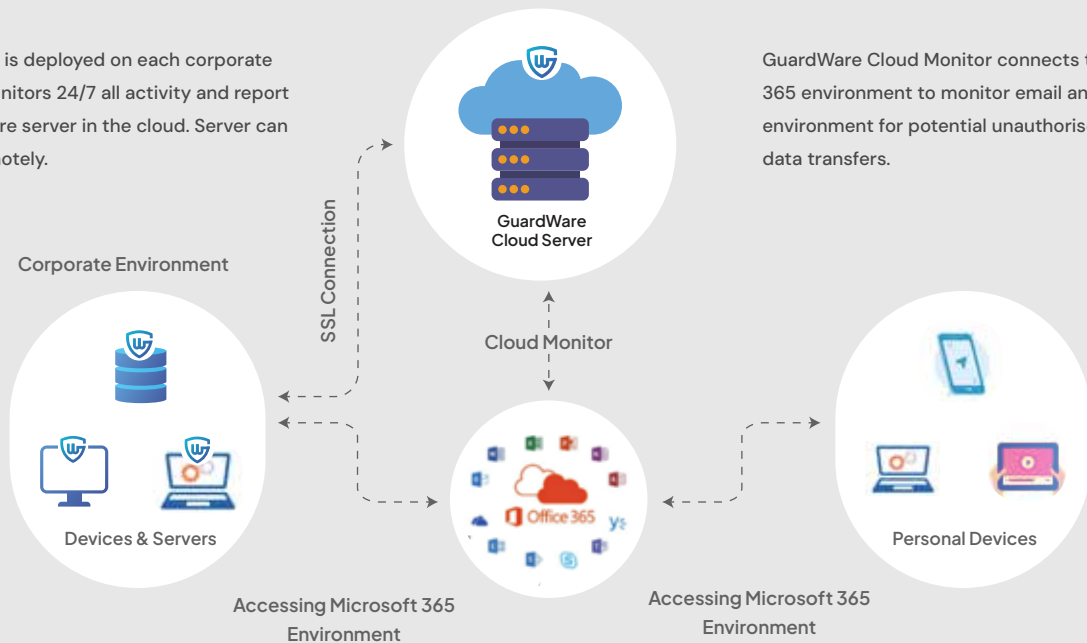 is deployed on each corporate
nitors 24/7 all activity and report
re server in the cloud. Server can
notely.
GuardWare Cloud Monitor connects t
365 environment to monitor email an
environment for potential unauthoris
data transfers.
GuardWare
Cloud Server
SSL Connection
Corporate Environment
Cloud Monitor
Office 365
Devices & Servers
Personal Devices
Accessing Microsoft 365
Environment
Accessing Microsoft 365
Environment